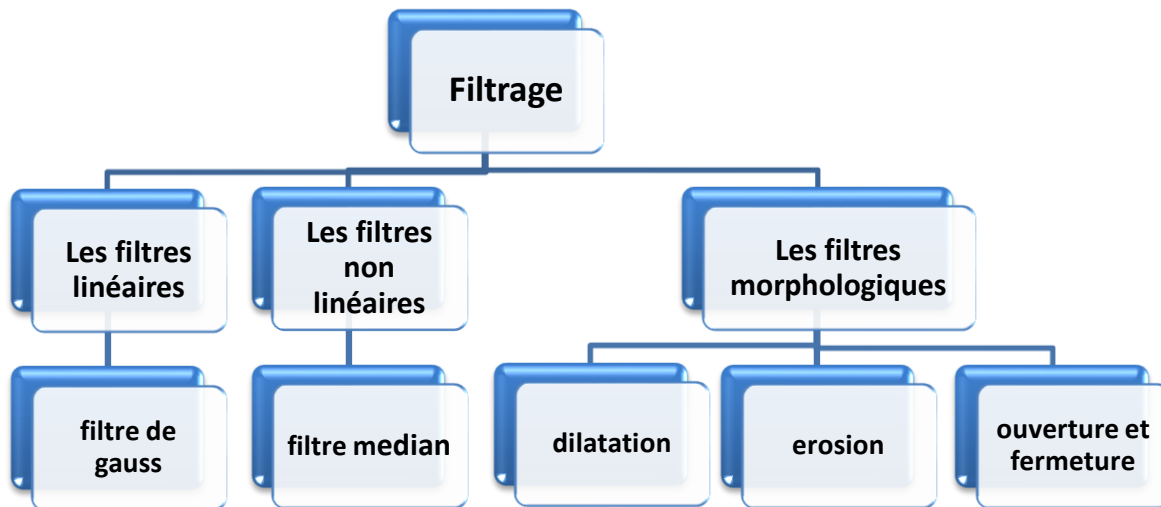 Filtrage
Les filtres
linéaires
Les filtres
non
linéaires
Les filtres
morphologiques
filtre de
gauss
filtre median
dilatation
erosion
ouverture et
fermeture